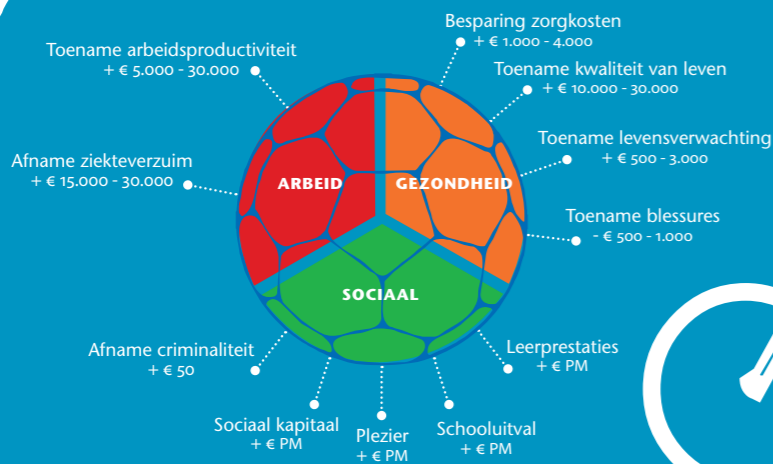 Besparing zorgkosten
+ € 1.000 - 4.000
Toename arbeidsproductiviteit
+ € 5.000 - 30.000
Toename kwaliteit van leven
+ € 10.000 - 30.000
Toename levensverwachting
+ € 500 - 3.000
Afname ziekteverzuim
+ € 15.000 - 30.000
ARBEID
GEZONDHEID
Toename blessures
- € 500 - 1.000
SOCIAAL
Afname criminaliteit
+ € 50
Leerprestaties
+ € PM
Sociaal kapitaal
+ € PM
Plezier
+ € PM
Schooluitval
+ € PM